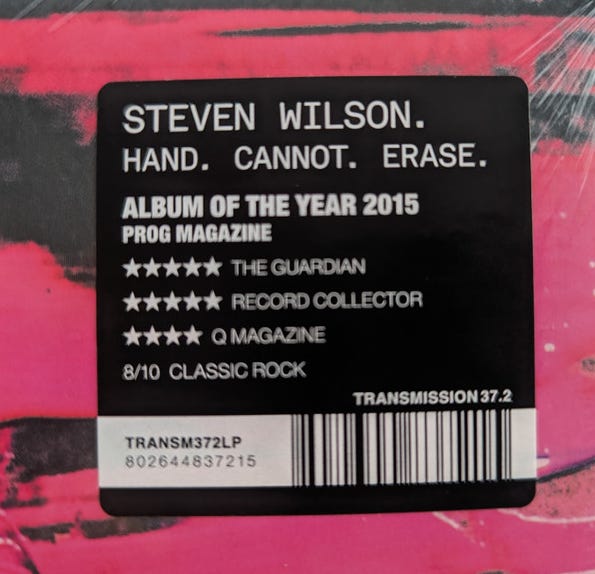 STEVEN WILSON.
HAND. CANNOT. ERASE.
ALBUM OF THE YEAR 2015
PROG MAGAZINE
★★★★★ THE GUARDIAN
★★★★★ RECORD COLLECTOR
★★★★ Q MAGAZINE
8/10 CLASSIC ROCK
TRANSMISSION 37.2
TRANSM372LP
802644837215